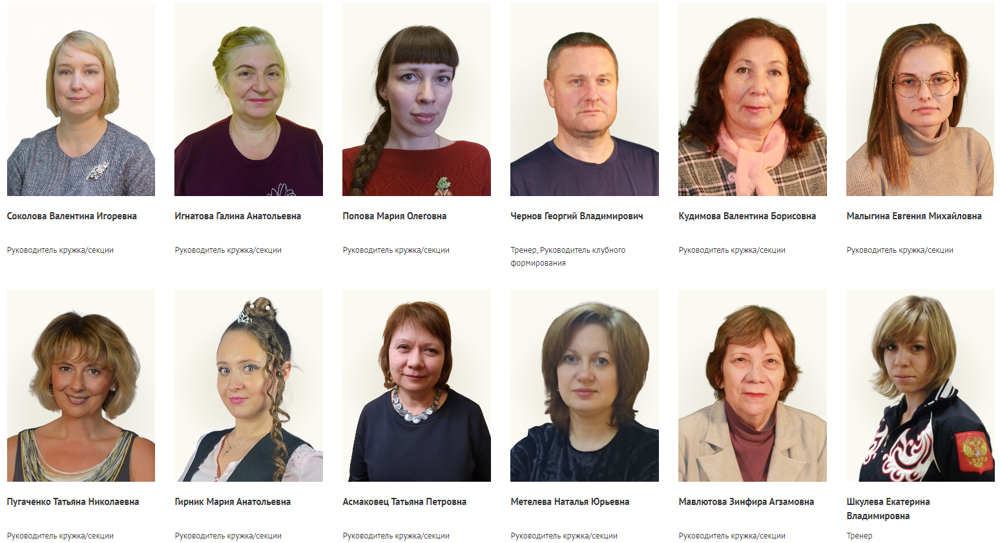 Соколова Валентина Игоревна
Игнатова Галина Анатольевна
Попова Мария Олеговна
Чернов Георгий Владимирович
Кудимова Валентина Борисовна
Малыгина Евгения Михайловна
Руководитель кружка/секции
Руководитель кружка/секции
Руководитель кружка/секции
Тренер, Руководитель клубного
формирования
Руководитель кружка/секции
Руководитель кружка/секции
Пугаченко Татьяна Николаевна
Гирник Мария Анатольевна
Асмаковец Татьяна Петровна
Метелева Наталья Юрьевна
Мавлютова Зинфира Агзамовна
Шкулева Екатерина
Владимировна
Руководитель кружка/секции
Руководитель кружка/секции
Руководитель кружка/секции
Руководитель кружка/секции
Руководитель кружка/секции
Тренер